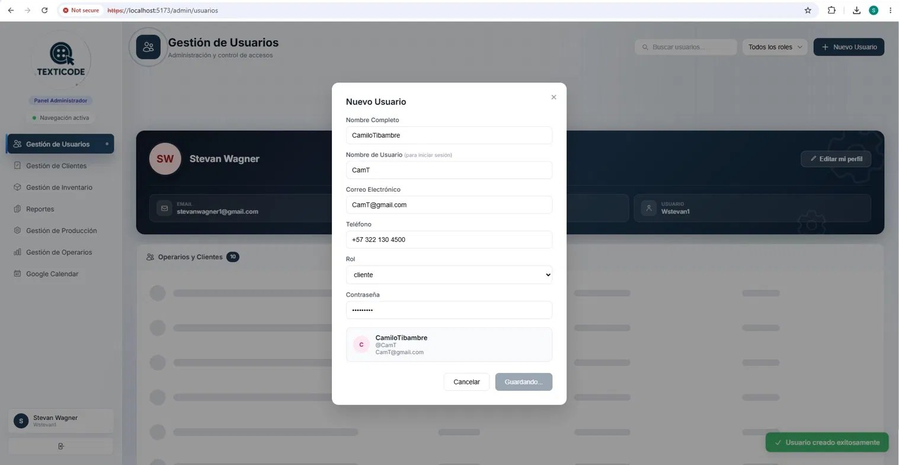 Not secure
https://localhost:5173/admin/usuarios
S
TEXTICODE
Panel Administrador
Navegación activa
Gestión de Usuarios
Gestión de Clientes
Gestión de Inventario
Reportes
Gestión de Producción
Gestión de Operarios
Google Calendar
S
Stevan Wagner
Wstevan1
Gestión de Usuarios
Administración y control de accesos
Buscar usuarios...
Todos los roles
Nuevo Usuario
SW
Stevan Wagner
Editar mi perfil
EMAIL
stevanwagner1@gmail.com
USUARIO
Wstevan1
Operarios y Clientes 10
Nuevo Usuario
Nombre Completo
CamiloTibambre
Nombre de Usuario (para iniciar sesión)
CamT
Correo Electrónico
CamT@gmail.com
Teléfono
+57 322 130 4500
Rol
cliente
Contraseña
•••••••••
C
CamiloTibambre
@CamT
CamT@gmail.com
Cancelar
Guardando...
Usuario creado exitosamente